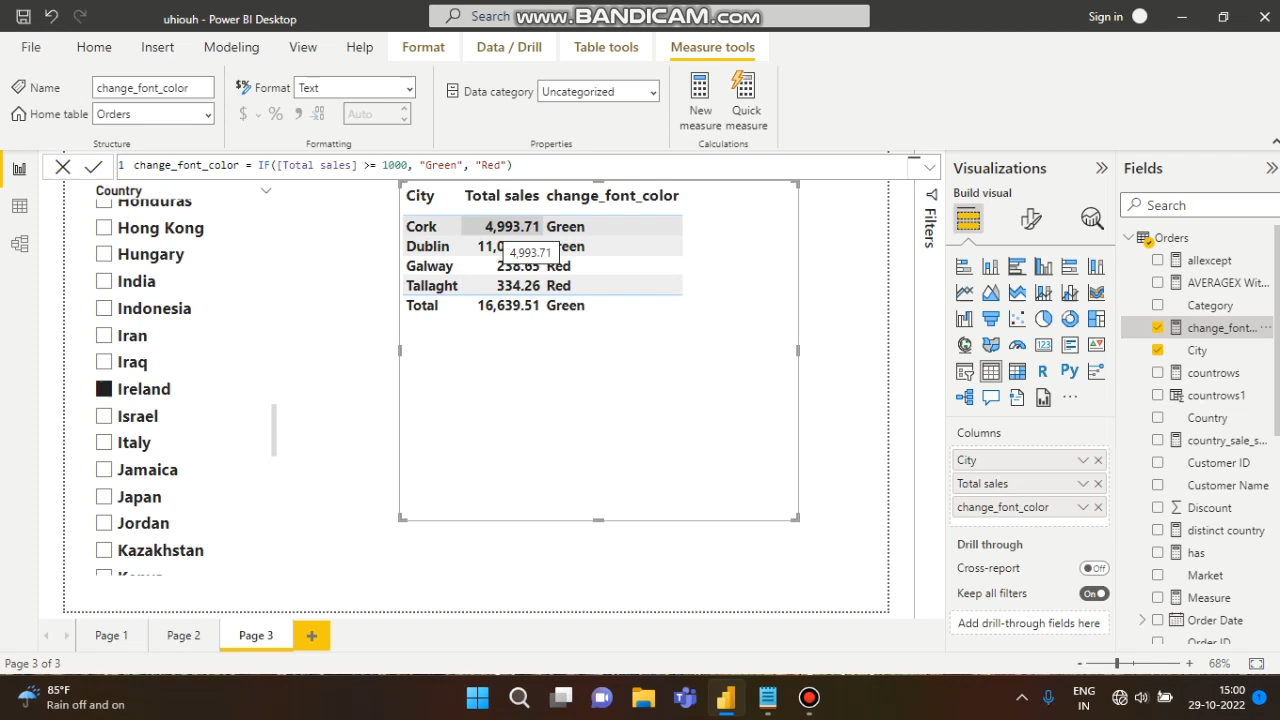 uhiouh - Power BI Desktop
Search
www.BANDICAM.com
Sign in
File Home Insert Modeling View Help Format Data / Drill Table tools Measure tools
Name change_font_color
Format Text
Data category Uncategorized
New measure
Quick measure
Home table Orders
$ % Auto
Structure
Formatting
Properties
Calculations
1 change_font_color = IF([Total sales] >= 1000, "Green", "Red")
Country
Honduras
Hong Kong
Hungary
India
Indonesia
Iran
Iraq
Ireland
Israel
Italy
Jamaica
Japan
Jordan
Kazakhstan
City Total sales change_font_color
Cork 4,993.71 Green
Dublin
4,993.71
Galway 238.65 Red
Tallaght 334.26 Red
Total 16,639.51 Green
Filters
Visualizations
Build visual
R Py
123
Columns
City
Total sales
change_font_color
Drill through
Cross-report Off
Keep all filters On
Add drill-through fields here
Fields
Search
Orders
allexcept
AVERAGEX Wit...
Category
change_font...
City
countrows
countrows1
Country
country_sale_s...
Customer ID
Customer Name
Discount
distinct country
has
Market
Measure
Order Date
Order ID
Page 1 Page 2 Page 3 +
Page 3 of 3
- + 68%
85°F
Rain off and on
ENG
IN
15:00
29-10-2022
1